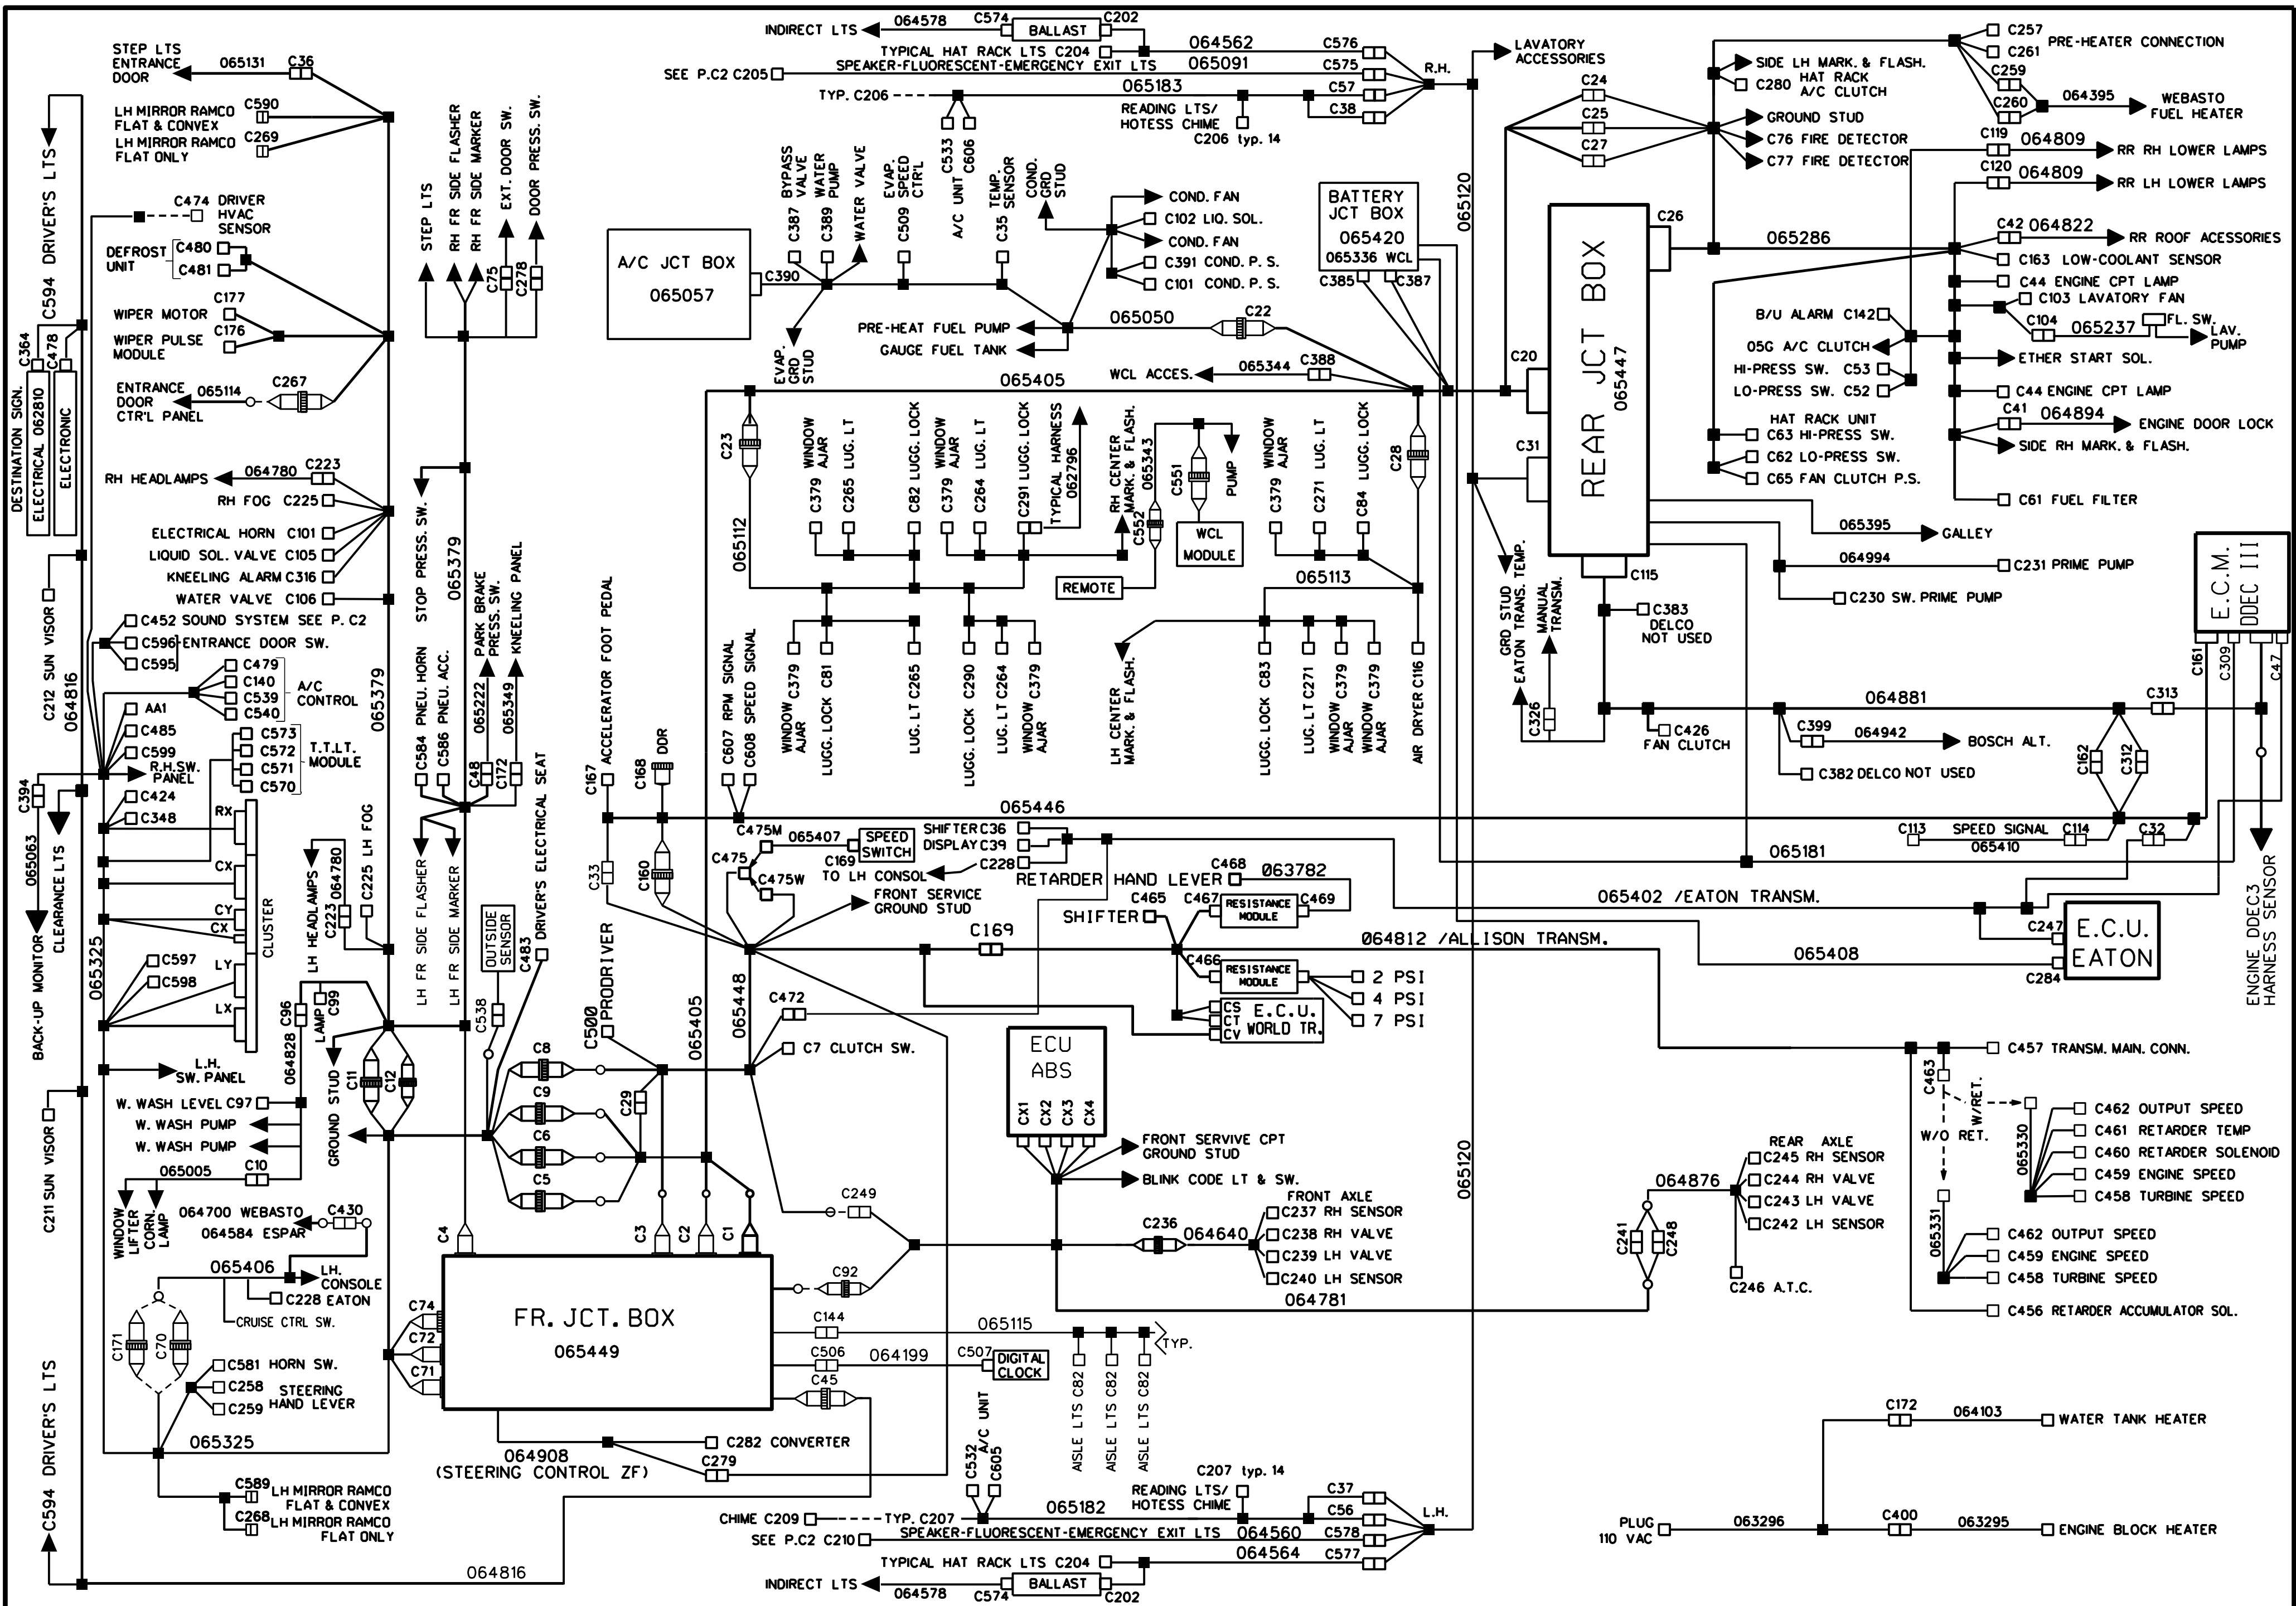 STEP LTS
ENTRANCE
DOOR
065131
C36
LH MIRROR RAMCO
FLAT & CONVEX
C590
LH MIRROR RAMCO
FLAT ONLY
C269
C594 DRIVER'S LTS
C474 DRIVER
HVAC
SENSOR
DEFROST
UNIT
C480
C481
WIPER MOTOR
C177
WIPER PULSE
MODULE
C176
ENTRANCE
DOOR
CTR'L PANEL
065114
C267
DESTINATION SIGN.
C364
C478
ELECTRICAL 062810
ELECTRONIC
RH HEADLAMPS
064780
C223
RH FOG C225
ELECTRICAL HORN C101
LIQUID SOL. VALVE C105
KNEELING ALARM C316
WATER VALVE C106
C212 SUN VISOR
064816
C452 SOUND SYSTEM SEE P. C2
C596 ENTRANCE DOOR SW.
C595
C479
C140
C539
C540
A/C
CONTROL
AA1
C485
C599
R.H.SW.
PANEL
C424
C348
C573
C572
C571
C570
T.T.LT.
MODULE
065379
C394
065063
BACK-UP MONITOR
CLEARANCE LTS
065325
RX
CX
CY
CX
LY
LX
CLUSTER
C597
C598
LH HEADLAMPS
064780
C223
C225 LH FOG
C96
LAMP C99
064828
GROUND STUD
C11
C12
L.H.
SW. PANEL
W. WASH LEVEL C97
W. WASH PUMP
W. WASH PUMP
065005
C10
WINDOW
LIFTER
CORN.
LAMP
C211 SUN VISOR
064700 WEBASTO
064584 ESPAR
C430
065406
LH.
CONSOLE
C228 EATON
CRUISE CTRL SW.
C171
C70
C581 HORN SW.
C258
C259
STEERING
HAND LEVER
065325
C589 LH MIRROR RAMCO
FLAT & CONVEX
C268 LH MIRROR RAMCO
FLAT ONLY
C594 DRIVER'S LTS
064816
STEP LTS
RH FR SIDE FLASHER
RH FR SIDE MARKER
C75
EXT. DOOR SW.
C278
DOOR PRESS. SW.
STOP PRESS. SW.
065379
C584 PNEU. HORN
C586 PNEU. ACC.
065222
PARK BRAKE
PRESS. SW.
C48
065349
KNEELING PANEL
C172
LH FR SIDE FLASHER
LH FR SIDE MARKER
OUTSIDE
SENSOR
C538
C483 DRIVER'S ELECTRICAL SEAT
C8
C9
C6
C5
C29
C500 PRODRIVER
C4
C3
C2
C1
C74
C72
C71
FR. JCT. BOX
065449
064908
(STEERING CONTROL ZF)
C282 CONVERTER
C279
C249
C92
C144
065115
TYP.
C506
064199
C507
DIGITAL
CLOCK
C45
AISLE LTS C82
AISLE LTS C82
AISLE LTS C82
INDIRECT LTS
064578
C574
BALLAST
C202
TYPICAL HAT RACK LTS C204
064562
C576
SEE P.C2 C205
SPEAKER-FLUORESCENT-EMERGENCY EXIT LTS
065091
C575
TYP. C206
065183
C57
READING LTS/
HOTESS CHIME
C38
C206 typ. 14
R.H.
LAVATORY
ACCESSORIES
C533
C606
A/C UNIT
A/C JCT BOX
065057
C390
C387
BYPASS
VALVE
C389
WATER
PUMP
WATER VALVE
C509
EVAP.
SPEED
CTR'L
C35
TEMP.
SENSOR
COND.
GRD
STUD
EVAP.
GRD
STUD
COND. FAN
C102 LIQ. SOL.
COND. FAN
C391 COND. P. S.
C101 COND. P. S.
PRE-HEAT FUEL PUMP
GAUGE FUEL TANK
065050
C22
WCL ACCES.
065344
C388
065405
BATTERY
JCT BOX
065420
065336 WCL
C385
C387
C23
065112
C379
WINDOW
AJAR
C265 LUG. LT
C82 LUGG. LOCK
C379
WINDOW
AJAR
C264 LUG. LT
C291 LUGG. LOCK
TYPICAL HARNESS
062796
RH CENTER
MARK. & FLASH.
065343
C552
C551
PUMP
WCL
MODULE
REMOTE
C379
WINDOW
AJAR
C271 LUG. LT
C84 LUGG. LOCK
C28
065113
WINDOW C379
AJAR
LUGG. LOCK C81
LUG. LT C265
LUGG. LOCK C290
LUG. LT C264
WINDOW C379
AJAR
LH CENTER
MARK. & FLASH.
LUGG. LOCK C83
LUG. LT C271
WINDOW C379
AJAR
WINDOW C379
AJAR
AIR DRYER C116
C167
ACCELERATOR FOOT PEDAL
C168
DDR
C607 RPM SIGNAL
C608 SPEED SIGNAL
065446
C33
C160
C475M
065407
SPEED
SWITCH
C475
C475W
SHIFTER C36
DISPLAY C39
C169
TO LH CONSOL
C228
RETARDER HAND LEVER
C468
063782
FRONT SERVICE
GROUND STUD
C465
SHIFTER
C467
RESISTANCE
MODULE
C469
C169
064812 /ALLISON TRANSM.
C466
RESISTANCE
MODULE
2 PSI
4 PSI
7 PSI
CS
CT
CV
E.C.U.
WORLD TR.
065405
065448
C472
C7 CLUTCH SW.
ECU
ABS
CX1
CX2
CX3
CX4
FRONT SERVIVE CPT
GROUND STUD
BLINK CODE LT & SW.
C236
064640
FRONT AXLE
C237 RH SENSOR
C238 RH VALVE
C239 LH VALVE
C240 LH SENSOR
064781
C241
C248
064876
REAR AXLE
C245 RH SENSOR
C244 RH VALVE
C243 LH VALVE
C242 LH SENSOR
C246 A.T.C.
065120
065120
C532
A/C UNIT
C605
CHIME C209
TYP. C207
065182
READING LTS/
HOTESS CHIME
C207 typ. 14
C37
C56
SEE P.C2 C210
SPEAKER-FLUORESCENT-EMERGENCY EXIT LTS
064560
C578
TYPICAL HAT RACK LTS C204
064564
C577
INDIRECT LTS
064578
C574
BALLAST
C202
L.H.
C24
C25
C27
REAR JCT BOX
065447
C20
C31
C26
C115
065286
SIDE LH MARK. & FLASH.
C280
HAT RACK
A/C CLUTCH
GROUND STUD
C76 FIRE DETECTOR
C77 FIRE DETECTOR
C257
C261
PRE-HEATER CONNECTION
C259
C260
064395
WEBASTO
FUEL HEATER
C119
064809
RR RH LOWER LAMPS
C120
064809
RR LH LOWER LAMPS
C42
064822
RR ROOF ACESSORIES
C163 LOW-COOLANT SENSOR
C44 ENGINE CPT LAMP
C103 LAVATORY FAN
C104
065237
FL. SW.
LAV.
PUMP
ETHER START SOL.
C44 ENGINE CPT LAMP
C41
064894
ENGINE DOOR LOCK
SIDE RH MARK. & FLASH.
C61 FUEL FILTER
B/U ALARM C142
05G A/C CLUTCH
HI-PRESS SW. C53
LO-PRESS SW. C52
HAT RACK UNIT
C63 HI-PRESS SW.
C62 LO-PRESS SW.
C65 FAN CLUTCH P.S.
065395
GALLEY
064994
C231 PRIME PUMP
C230 SW. PRIME PUMP
GRD STUD
EATON TRANS. TEMP.
MANUAL
TRANSM.
C326
C383
DELCO
NOT USED
C426
FAN CLUTCH
064881
C313
C399
064942
BOSCH ALT.
C382 DELCO NOT USED
C162
C312
E.C.M.
DDEC III
C161
C309
C47
C113
SPEED SIGNAL
065410
C114
C32
065181
065402 /EATON TRANSM.
065408
C247
C284
E.C.U.
EATON
ENGINE DDEC3
HARNESS SENSOR
C457 TRANSM. MAIN. CONN.
C463
W/RET.
W/O RET.
065330
C462 OUTPUT SPEED
C461 RETARDER TEMP
C460 RETARDER SOLENOID
C459 ENGINE SPEED
C458 TURBINE SPEED
065331
C462 OUTPUT SPEED
C459 ENGINE SPEED
C458 TURBINE SPEED
C456 RETARDER ACCUMULATOR SOL.
C172
064103
WATER TANK HEATER
PLUG
110 VAC
063296
C400
063295
ENGINE BLOCK HEATER